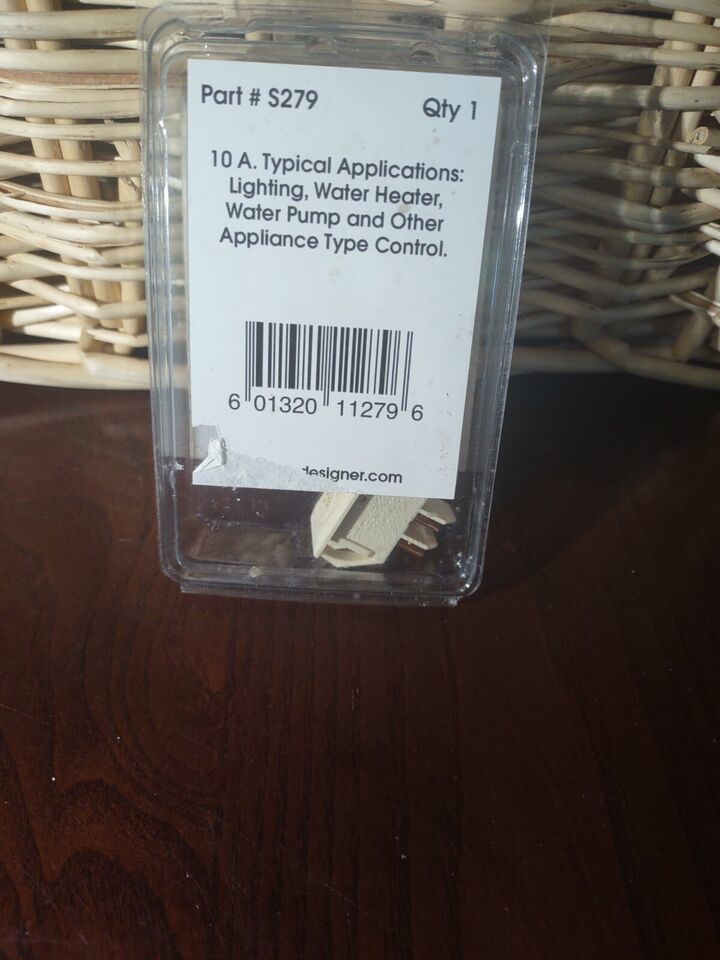 Part # S279
Qty 1
10 A. Typical Applications:
Lighting, Water Heater,
Water Pump and Other
Appliance Type Control.
6 01320 11279 6
designer.com